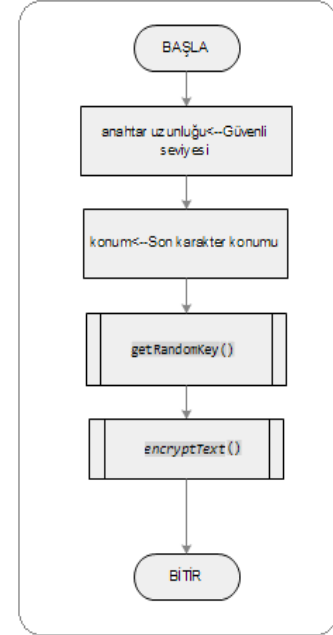 BAŞLA
anahtar uzunluğu<--Güvenli
seviyesi
konum<--Son karakter konumu
getRandomKey()
encryptText()
BİTİR